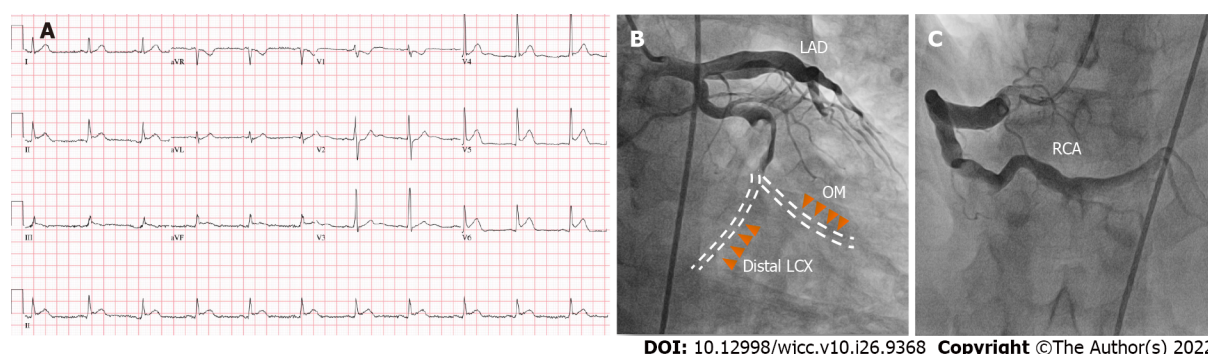 A
I
aVR
V1
V4
II
aVL
V2
V5
III
aVF
V3
V6
II
B
LAD
OM
Distal LCX
C
RCA
DOI: 10.12998/wjcc.v10.i26.9368 Copyright ©The Author(s) 2022